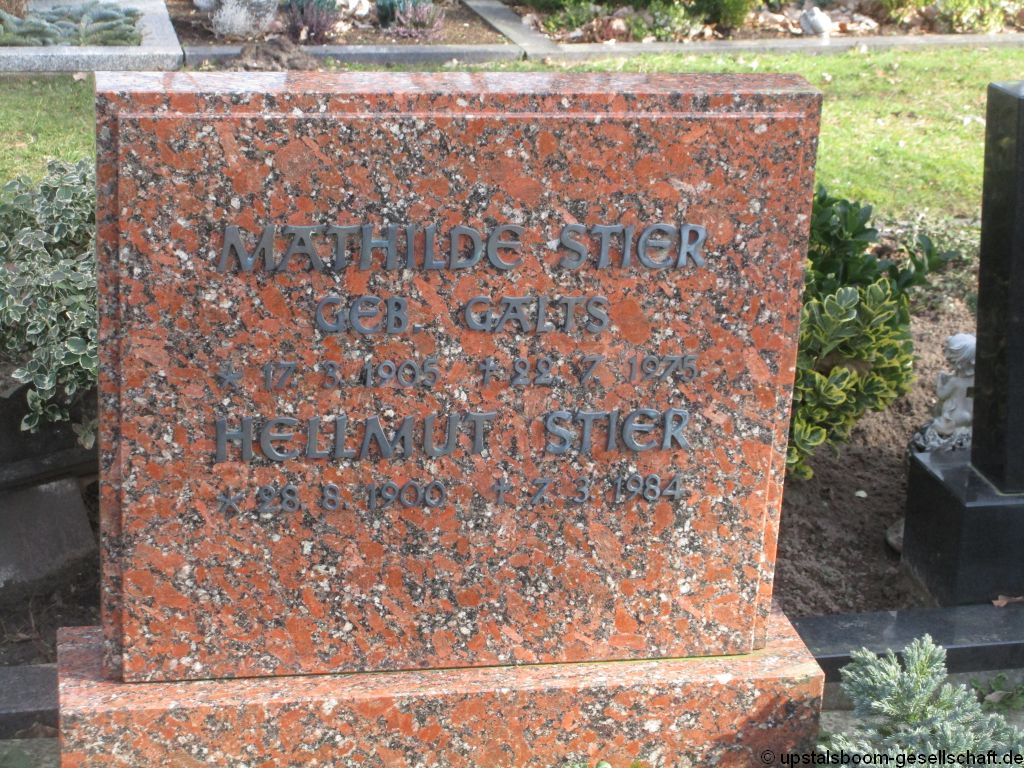 MATHILDE STIER
GEB. GALTS
* 17. 3. 1905 † 22. 7. 1975
HELLMUT STIER
* 28. 8. 1900 † 7. 3. 1984
© upstalsboom-gesellschaft.de